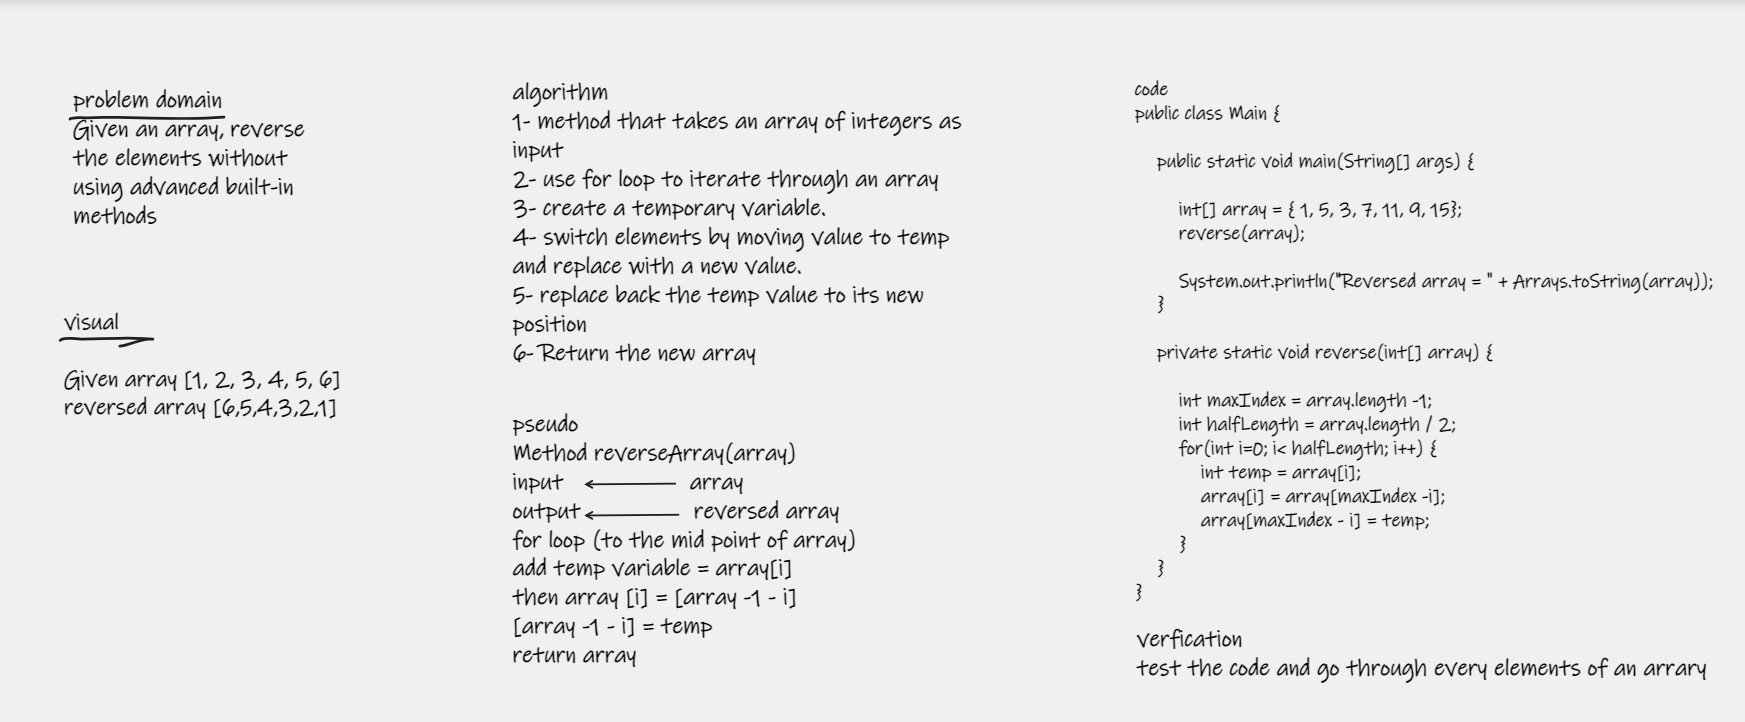 problem domain
Given an array, reverse
the elements without
using advanced built-in
methods
visual
Given array [1, 2, 3, 4, 5, 6]
reversed array [6,5,4,3,2,1]
algorithm
1- method that takes an array of integers as
input
2- use for loop to iterate through an array
3- create a temporary variable.
4- switch elements by moving value to temp
and replace with a new value.
5- replace back the temp value to its new
position
6- Return the new array
pseudo
Method reverseArray(array)
input array
output reversed array
for loop (to the mid point of array)
add temp variable = array[i]
then array [i] = [array -1 - i]
[array -1 - i] = temp
return array
code
public class Main {
public static void main(String[] args) {
int[] array = { 1, 5, 3, 7, 11, 9, 15};
reverse(array);
System.out.println("Reversed array = " + Arrays.toString(array));
}
private static void reverse(int[] array) {
int maxIndex = array.length -1;
int halfLength = array.length / 2;
for(int i=0; i< halfLength; i++) {
int temp = array[i];
array[i] = array[maxIndex -i];
array[maxIndex - i] = temp;
}
}
}
verfication
test the code and go through every elements of an arrary